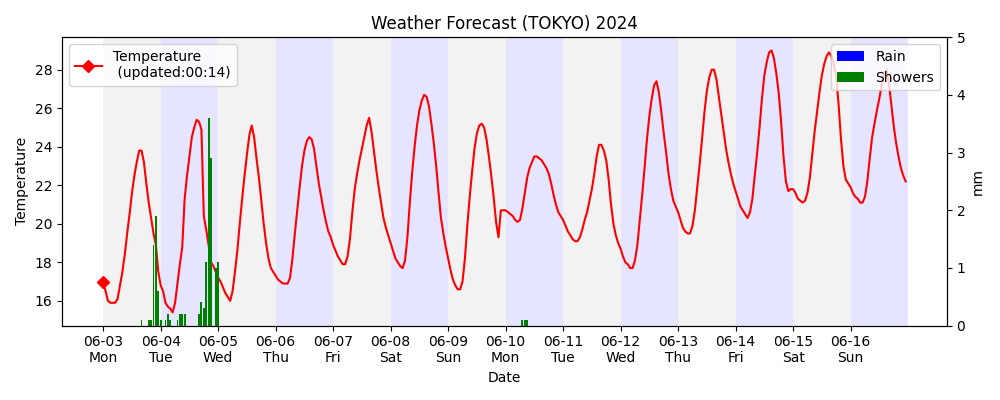 Weather Forecast (TOKYO) 2024
Temperature
(updated:00:14)
Rain
Showers
Temperature
28
26
24
22
20
18
16
5
4
3
2
1
0
mm
06-03 06-04 06-05 06-06 06-07 06-08 06-09 06-10 06-11 06-12 06-13 06-14 06-15 06-16
Mon Tue Wed Thu Fri Sat Sun Mon Tue Wed Thu Fri Sat Sun
Date